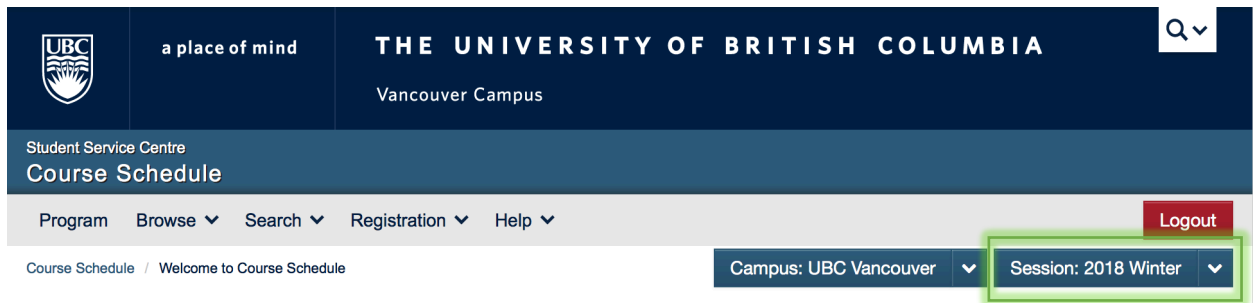 UBC
a place of mind
THE UNIVERSITY OF BRITISH COLUMBIA
Vancouver Campus
Student Service Centre
Course Schedule
Program Browse Search Registration Help
Logout
Course Schedule / Welcome to Course Schedule
Campus: UBC Vancouver
Session: 2018 Winter